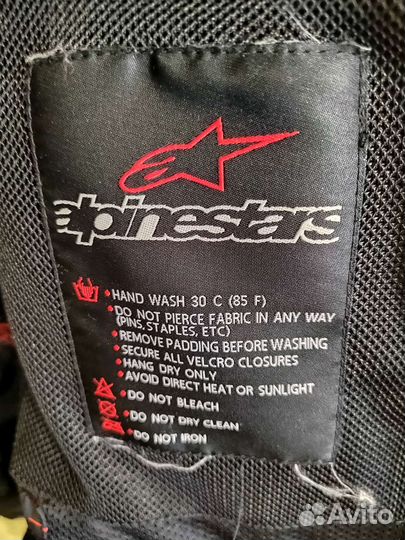 alpinestars
•HAND WASH 30 C (85 F)
•DO NOT PIERCE FABRIC IN ANY WAY
(PINS, STAPLES, ETC)
•REMOVE PADDING BEFORE WASHING
•SECURE ALL VELCRO CLOSURES
•HANG DRY ONLY
•AVOID DIRECT HEAT OR SUNLIGHT
•DO NOT BLEACH
•DO NOT DRY CLEAN
•DO NOT IRON
Avito